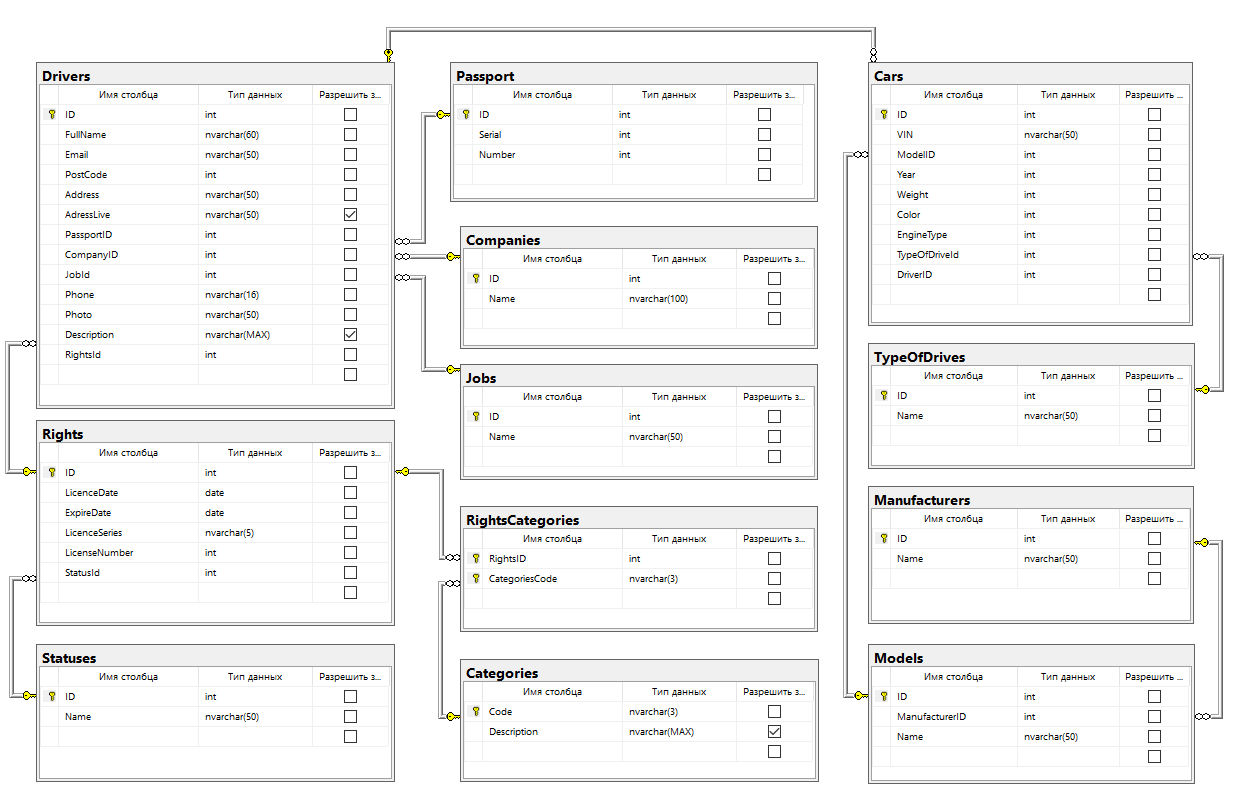 Drivers
Имя столбца Тип данных Разрешить з...
ID int
FullName nvarchar(60)
Email nvarchar(50)
PostCode int
Address nvarchar(50)
AdressLive nvarchar(50)
PassportID int
CompanyID int
JobId int
Phone nvarchar(16)
Photo nvarchar(50)
Description nvarchar(MAX)
RightsId int
Rights
Имя столбца Тип данных Разрешить з...
ID int
LicenceDate date
ExpireDate date
LicenceSeries nvarchar(5)
LicenseNumber int
StatusId int
Statuses
Имя столбца Тип данных Разрешить з...
ID int
Name nvarchar(50)
Passport
Имя столбца Тип данных Разрешить з...
ID int
Serial int
Number int
Companies
Имя столбца Тип данных Разрешить з...
ID int
Name nvarchar(100)
Jobs
Имя столбца Тип данных Разрешить з...
ID int
Name nvarchar(50)
RightsCategories
Имя столбца Тип данных Разрешить з...
RightsID int
CategoriesCode nvarchar(3)
Categories
Имя столбца Тип данных Разрешить з...
Code nvarchar(3)
Description nvarchar(MAX)
Cars
Имя столбца Тип данных Разрешить ...
ID int
VIN nvarchar(50)
ModelID int
Year int
Weight int
Color int
EngineType int
TypeOfDriveId int
DriverID int
TypeOfDrives
Имя столбца Тип данных Разрешить ...
ID int
Name nvarchar(50)
Manufacturers
Имя столбца Тип данных Разрешить ...
ID int
Name nvarchar(50)
Models
Имя столбца Тип данных Разрешить ...
ID int
ManufacturerID int
Name nvarchar(50)